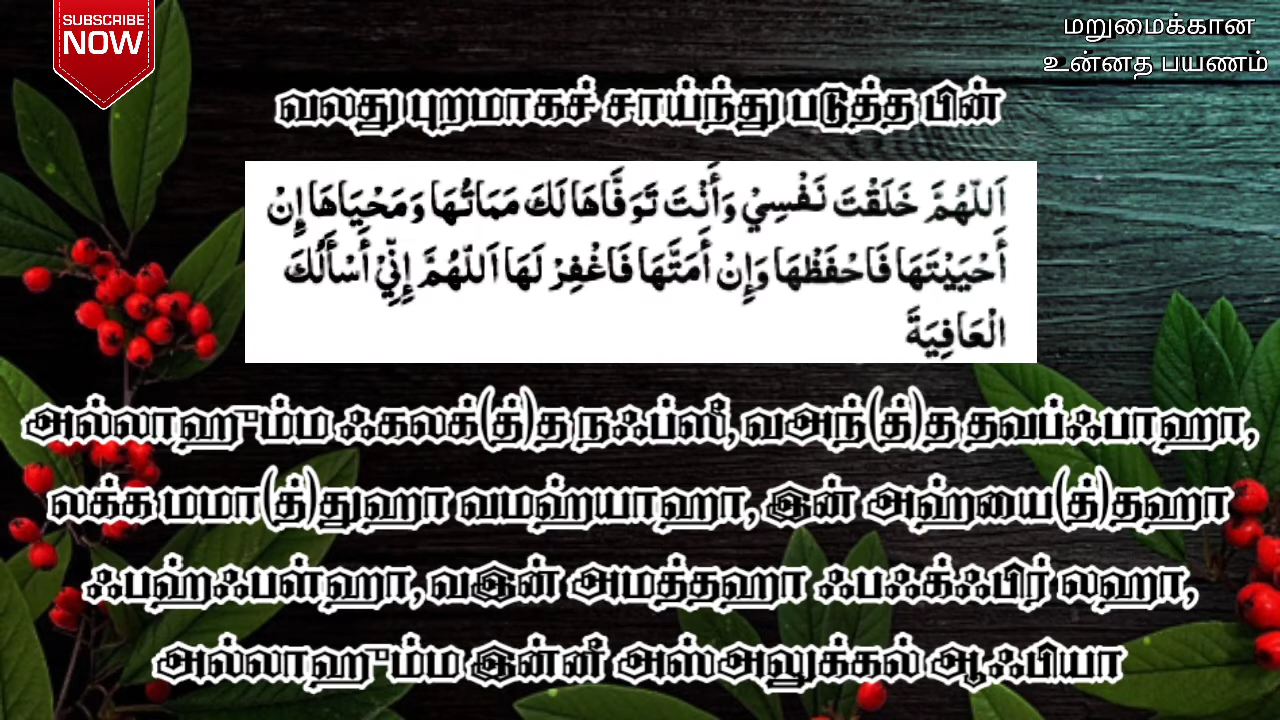 SUBSCRIBE
NOW
மறுமைக்கான
உன்னத பயணம்
வலது புறமாகச் சாய்ந்து படுத்த பின்
اَللّٰهُمَّ خَلَقْتَ نَفْسِيْ وَأَنْتَ تَوَفَّاهَا لَكَ مَمَاتُهَا وَمَحْيَاهَا إِنْ
أَحْيَيْتَهَا فَاحْفَظْهَا وَإِنْ أَمَتَّهَا فَاغْفِرْ لَهَا اَللّٰهُمَّ إِنِّيْ أَسْأَلُكَ
الْعَافِيَةَ
அல்லாஹும்ம ஃகலக்(த்)த நஃப்ஸீ, வஅந்(த்)த தவப்ஃபாஹா,
லக்க மமா(த்)துஹா வமஹ்யாஹா, இன் அஹ்யை(த்)தஹா
ஃபஹ்ஃபள்ஹா, வஇன் அமத்தஹா ஃபஃக்ஃபிர் லஹா,
அல்லாஹும்ம இன்னீ அஸ்அலுக்கல் ஆஃபியா